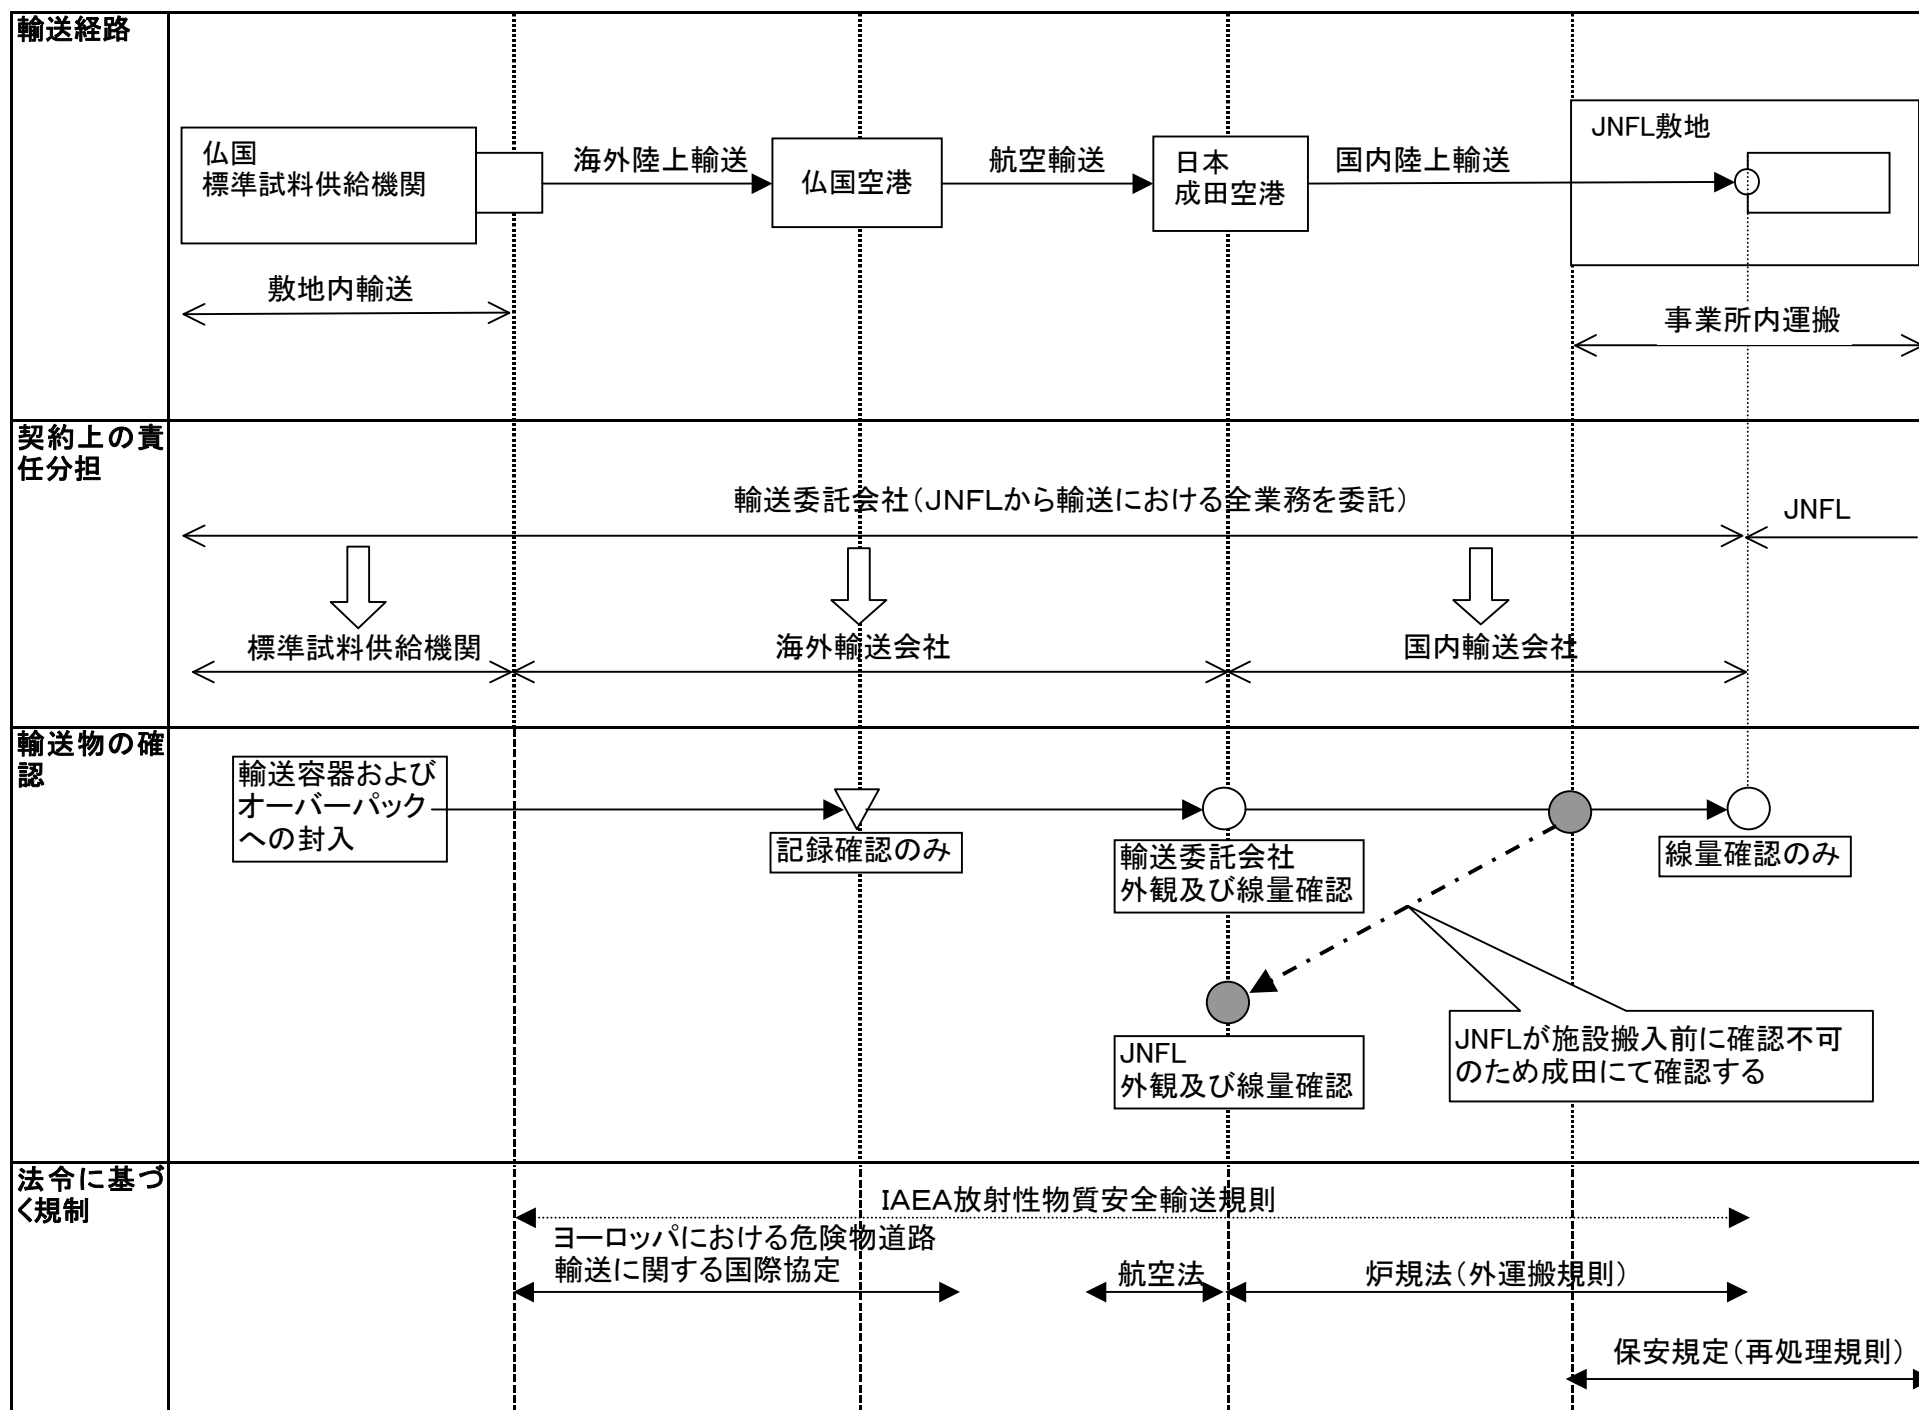 輸送経路
仏国
標準試料供給機関
海外陸上輸送
仏国空港
航空輸送
日本
成田空港
国内陸上輸送
JNFL敷地
敷地内輸送
事業所内運搬
契約上の責
任分担
輸送委託会社(JNFLから輸送における全業務を委託)
JNFL
標準試料供給機関
海外輸送会社
国内輸送会社
輸送物の確
認
輸送容器および
オーバーパック
への封入
記録確認のみ
輸送委託会社
外観及び線量確認
線量確認のみ
JNFL
外観及び線量確認
JNFLが施設搬入前に確認不可
のため成田にて確認する
法令に基づ
く規制
IAEA放射性物質安全輸送規則
ヨーロッパにおける危険物道路
輸送に関する国際協定
航空法
炉規法(外運搬規則)
保安規定(再処理規則)